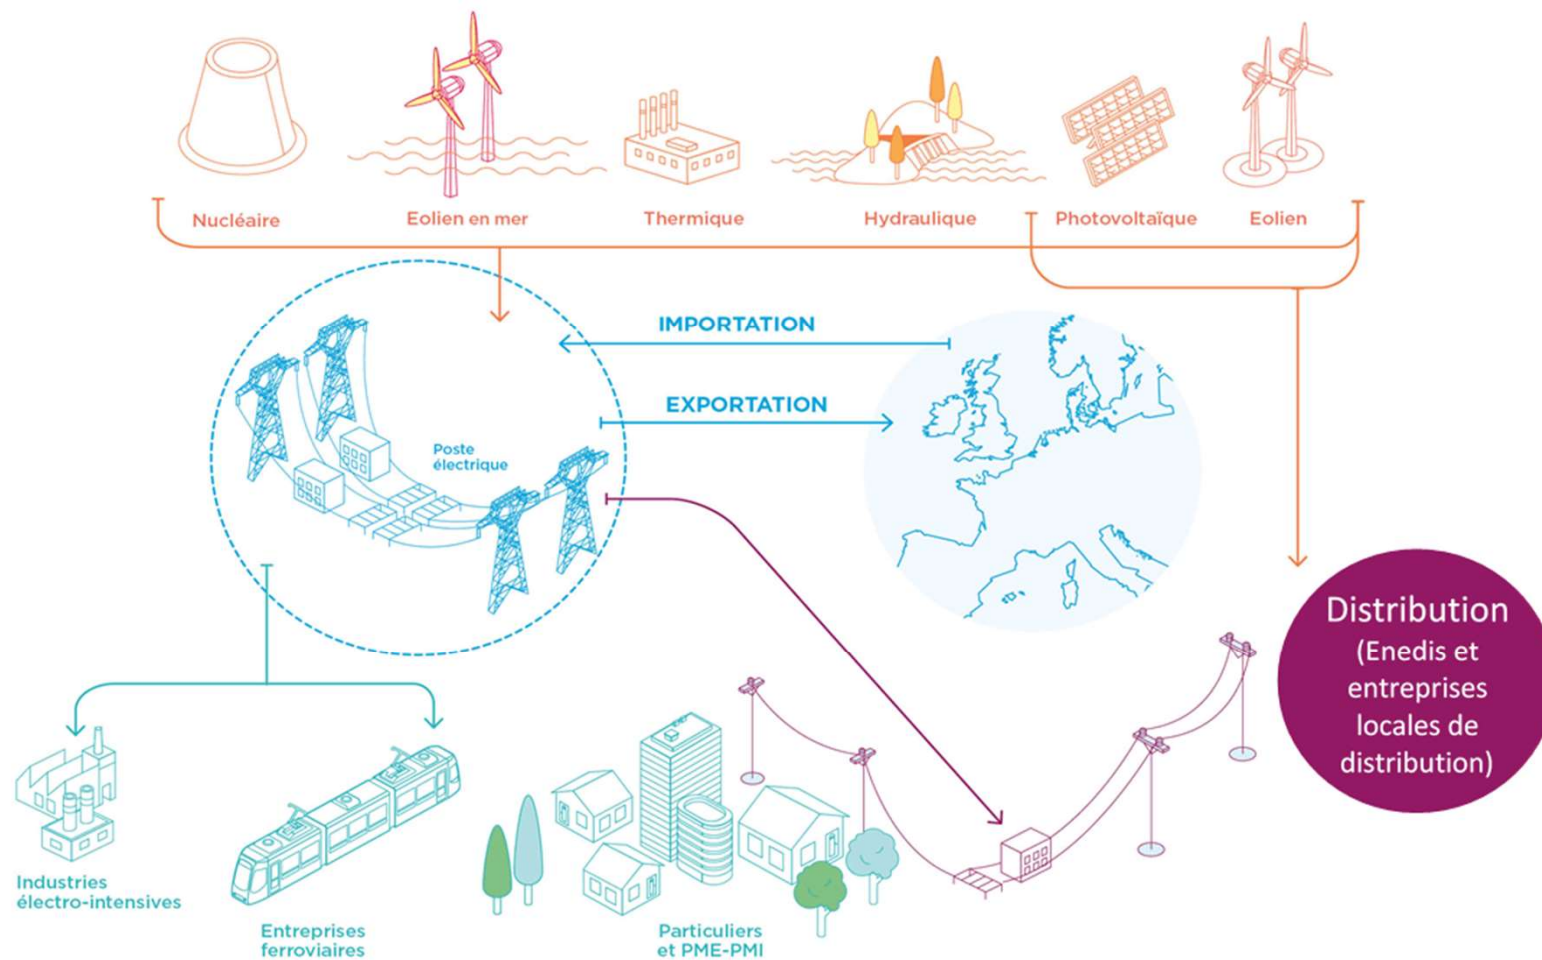 Nucléaire
Eolien en mer
Thermique
Hydraulique
Photovoltaïque
Eolien
IMPORTATION
EXPORTATION
Poste
électrique
Distribution
(Enedis et
entreprises
locales de
distribution)
Industries
électro-intensives
Entreprises
ferroviaires
Particuliers
et PME-PMI